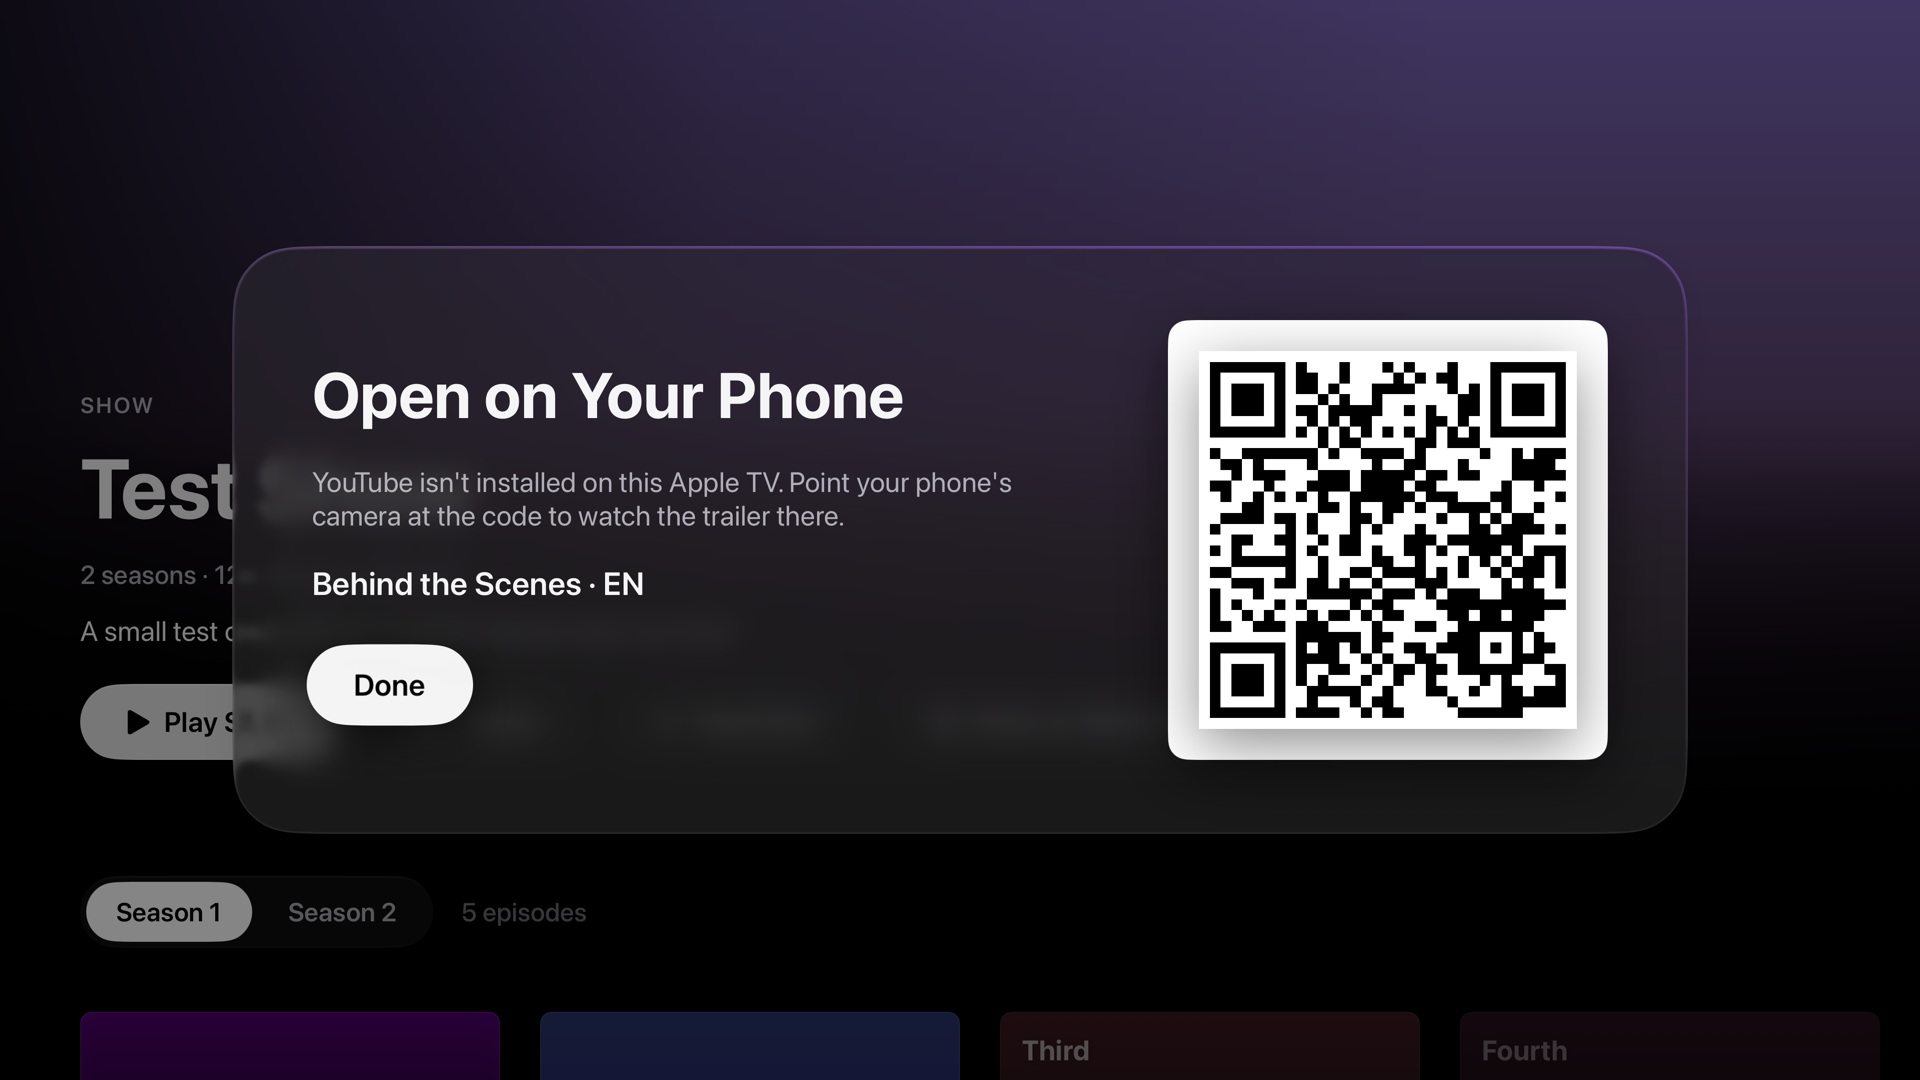 SHOW
Test
2 seasons · 12
A small test
Play
Open on Your Phone
YouTube isn't installed on this Apple TV. Point your phone's
camera at the code to watch the trailer there.
Behind the Scenes · EN
Done
Season 1
Season 2
5 episodes
Third
Fourth